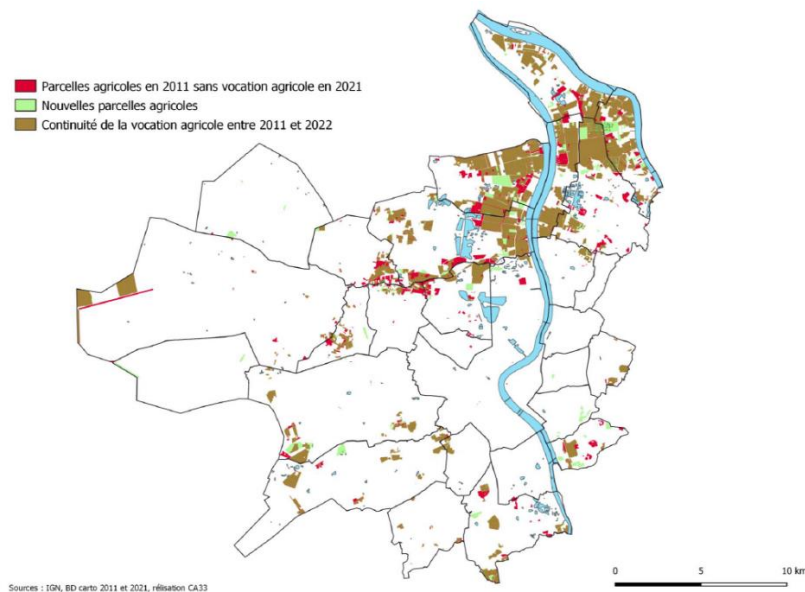 Parcelles agricoles en 2011 sans vocation agricole en 2021
Nouvelles parcelles agricoles
Continuité de la vocation agricole entre 2011 et 2022
0 5 10 km
Sources : IGN, BD carto 2011 et 2021, rélisation CA33